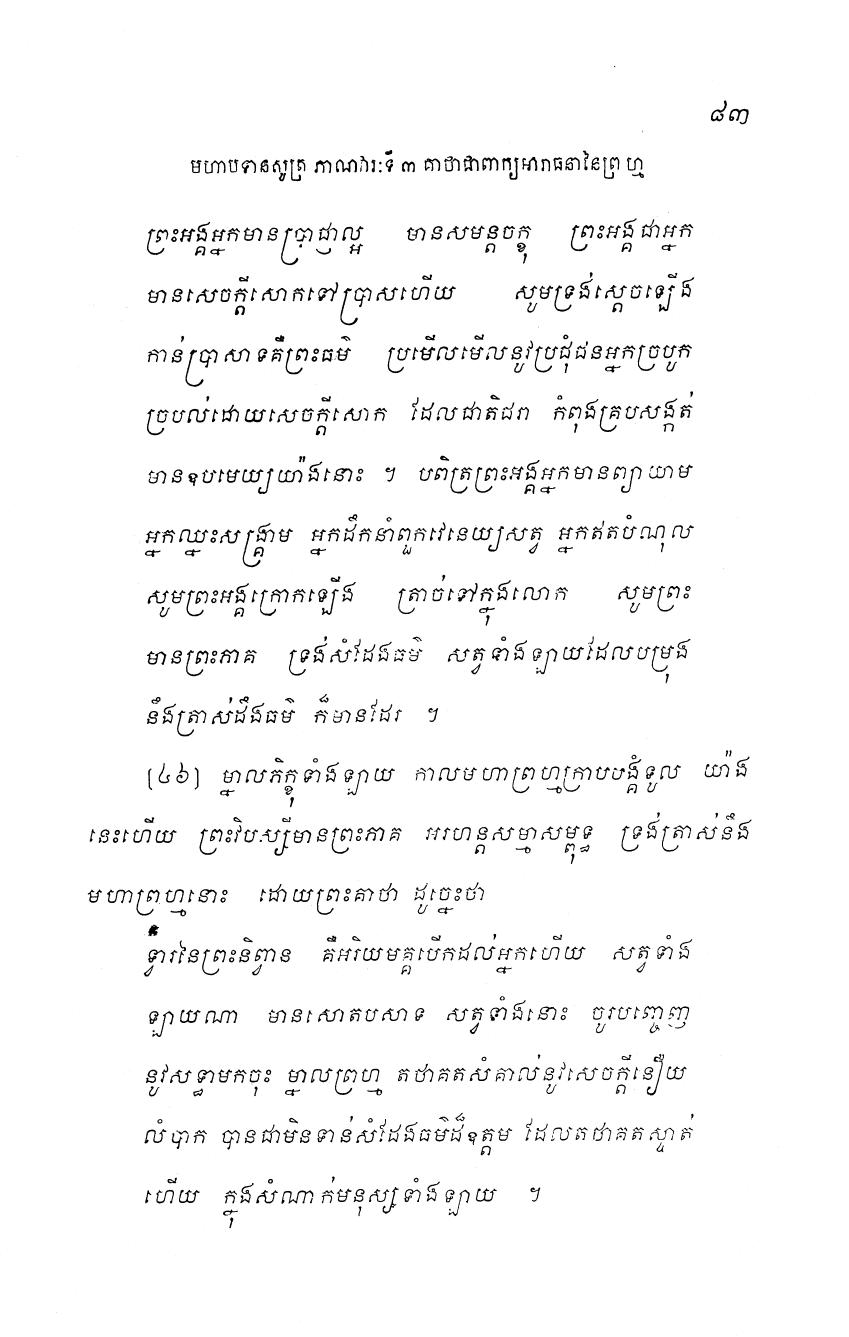 ៨៣
មហាបទានសូត្រ ភាណវារៈទី ៣ គាថាជាពាក្យអារាធនានៃព្រហ្ម
ព្រះអង្គអ្នកមានប្រាជ្ញាល្អ មានសមន្តចក្ខុ ព្រះអង្គជាអ្នក
មានសេចក្តីសោកទៅប្រាសហើយ សូមទ្រង់ស្តេចឡើង
កាន់ប្រាសាទគឺព្រះធម៌ ប្រមើលមើលនូវប្រជុំជនអ្នកច្របូក
ច្របល់ដោយសេចក្តីសោក ដែលជាតិជរា កំពុងគ្របសង្កត់
មានឧបមេយ្យយ៉ាងនោះ ។ បពិត្រព្រះអង្គអ្នកមានព្យាយាម
អ្នកឈ្នះសង្គ្រាម អ្នកដឹកនាំពួកវេនេយ្យសត្វ អ្នកឥតបំណុល
សូមព្រះអង្គក្រោកឡើង ត្រាច់ទៅក្នុងលោក សូមព្រះ
មានព្រះភាគ ទ្រង់សំដែងធម៌ សត្វទាំងឡាយដែលបម្រុង
នឹងត្រាស់ដឹងធម៌ ក៏មានដែរ ។
[៤៦] ម្នាលភិក្ខុទាំងឡាយ កាលមហាព្រហ្មក្រាបបង្គំទូល យ៉ាង
នេះហើយ ព្រះវិបស្សីមានព្រះភាគ អរហន្តសម្មាសម្ពុទ្ធ ទ្រង់ត្រាស់នឹង
មហាព្រហ្មនោះ ដោយព្រះគាថា ដូច្នេះថា
ទ្វារនៃព្រះនិព្វាន គឺអរិយមគ្គបើកដល់អ្នកហើយ សត្វទាំង
ឡាយណា មានសោតបសាទ សត្វទាំងនោះ ចូរបញ្ចេញ
នូវសទ្ធាមកចុះ ម្នាលព្រហ្ម តថាគតសំគាល់នូវសេចក្តីនឿយ
លំបាក បានជាមិនទាន់សំដែងធម៌ដ៏ឧត្តម ដែលតថាគតស្ទាត់
ហើយ ក្នុងសំណាក់មនុស្សទាំងឡាយ ។